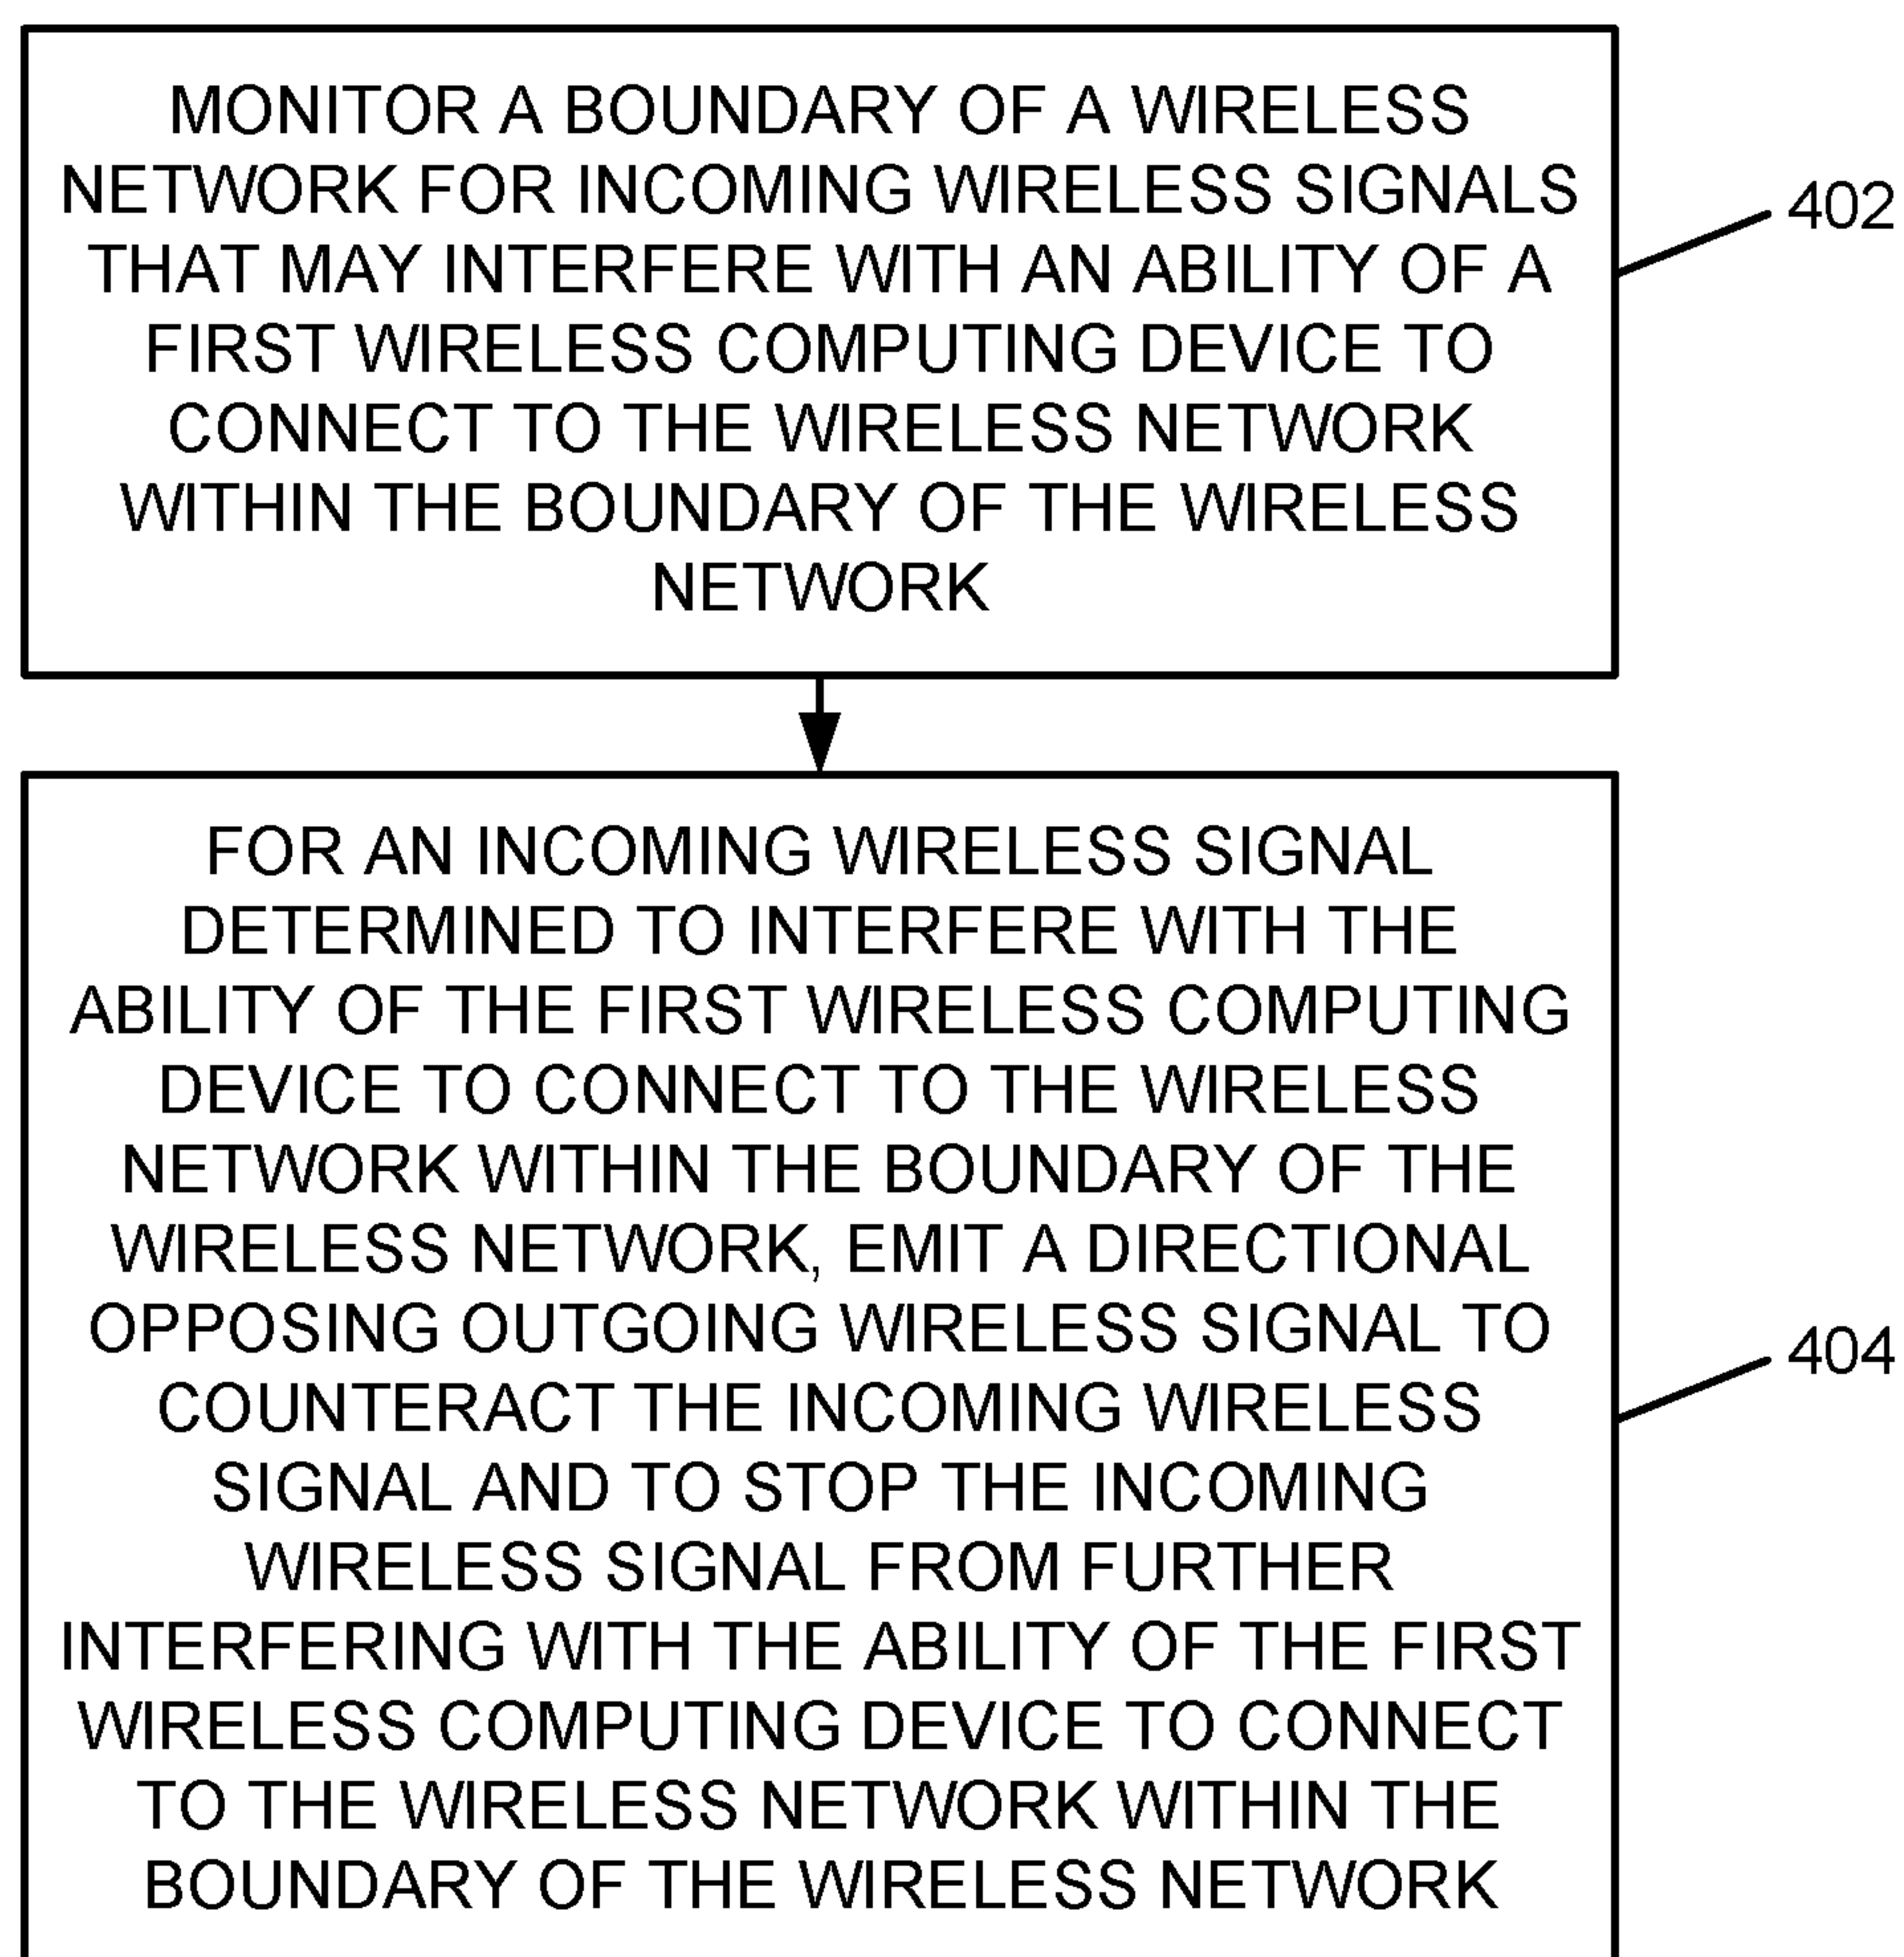 MONITOR A BOUNDARY OF A WIRELESS
NETWORK FOR INCOMING WIRELESS SIGNALS
THAT MAY INTERFERE WITH AN ABILITY OF A
FIRST WIRELESS COMPUTING DEVICE TO
CONNECT TO THE WIRELESS NETWORK
WITHIN THE BOUNDARY OF THE WIRELESS
NETWORK
402
FOR AN INCOMING WIRELESS SIGNAL
DETERMINED TO INTERFERE WITH THE
ABILITY OF THE FIRST WIRELESS COMPUTING
DEVICE TO CONNECT TO THE WIRELESS
NETWORK WITHIN THE BOUNDARY OF THE
WIRELESS NETWORK, EMIT A DIRECTIONAL
OPPOSING OUTGOING WIRELESS SIGNAL TO
COUNTERACT THE INCOMING WIRELESS
SIGNAL AND TO STOP THE INCOMING
WIRELESS SIGNAL FROM FURTHER
INTERFERING WITH THE ABILITY OF THE FIRST
WIRELESS COMPUTING DEVICE TO CONNECT
TO THE WIRELESS NETWORK WITHIN THE
BOUNDARY OF THE WIRELESS NETWORK
404